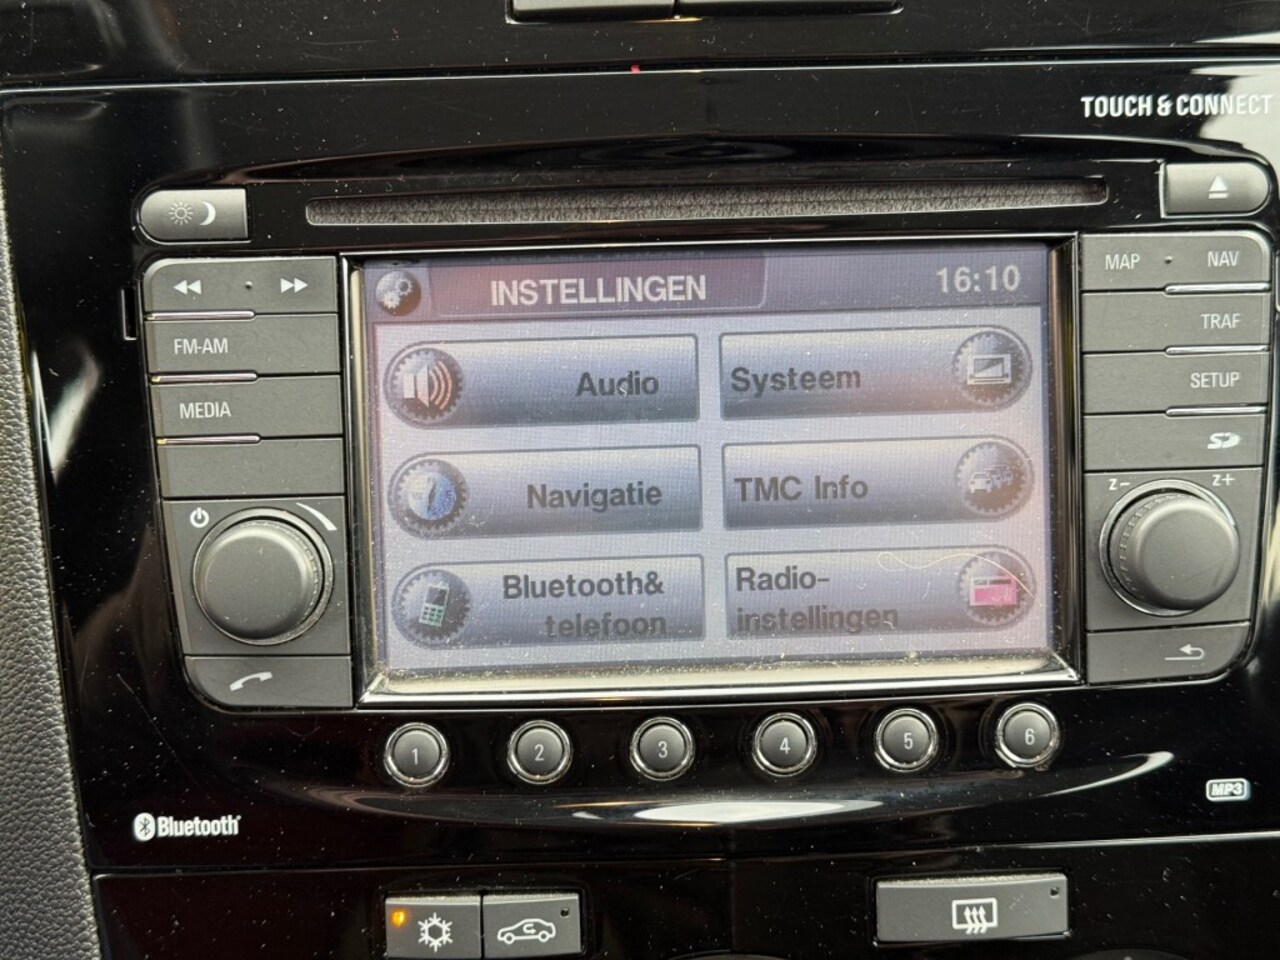 TOUCH & CONNECT
MAP · NAV
FM-AM
TRAF
MEDIA
SETUP
SD
INSTELLINGEN 16:10
Audio
Systeem
Navigatie
TMC Info
Bluetooth&
telefoon
Radio-
instellingen
z- z+
1 2 3 4 5 6
Bluetooth
MP3